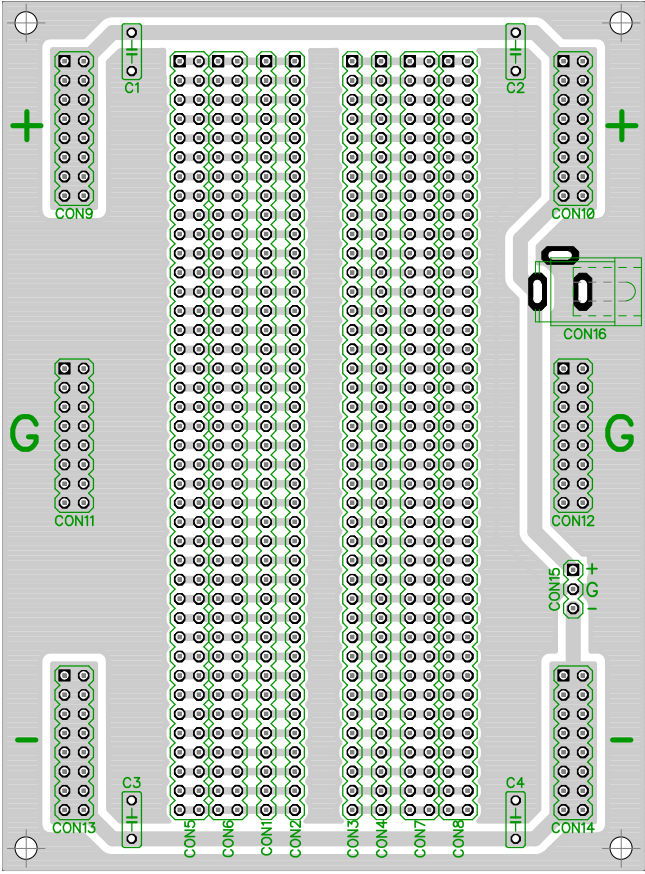 C1
C2
+
+
CON9
CON10
CON16
G
G
CON11
CON12
CON15
+
G
-
-
-
C3
C4
CON13
CON5
CON6
CON1
CON2
CON3
CON4
CON7
CON8
CON14